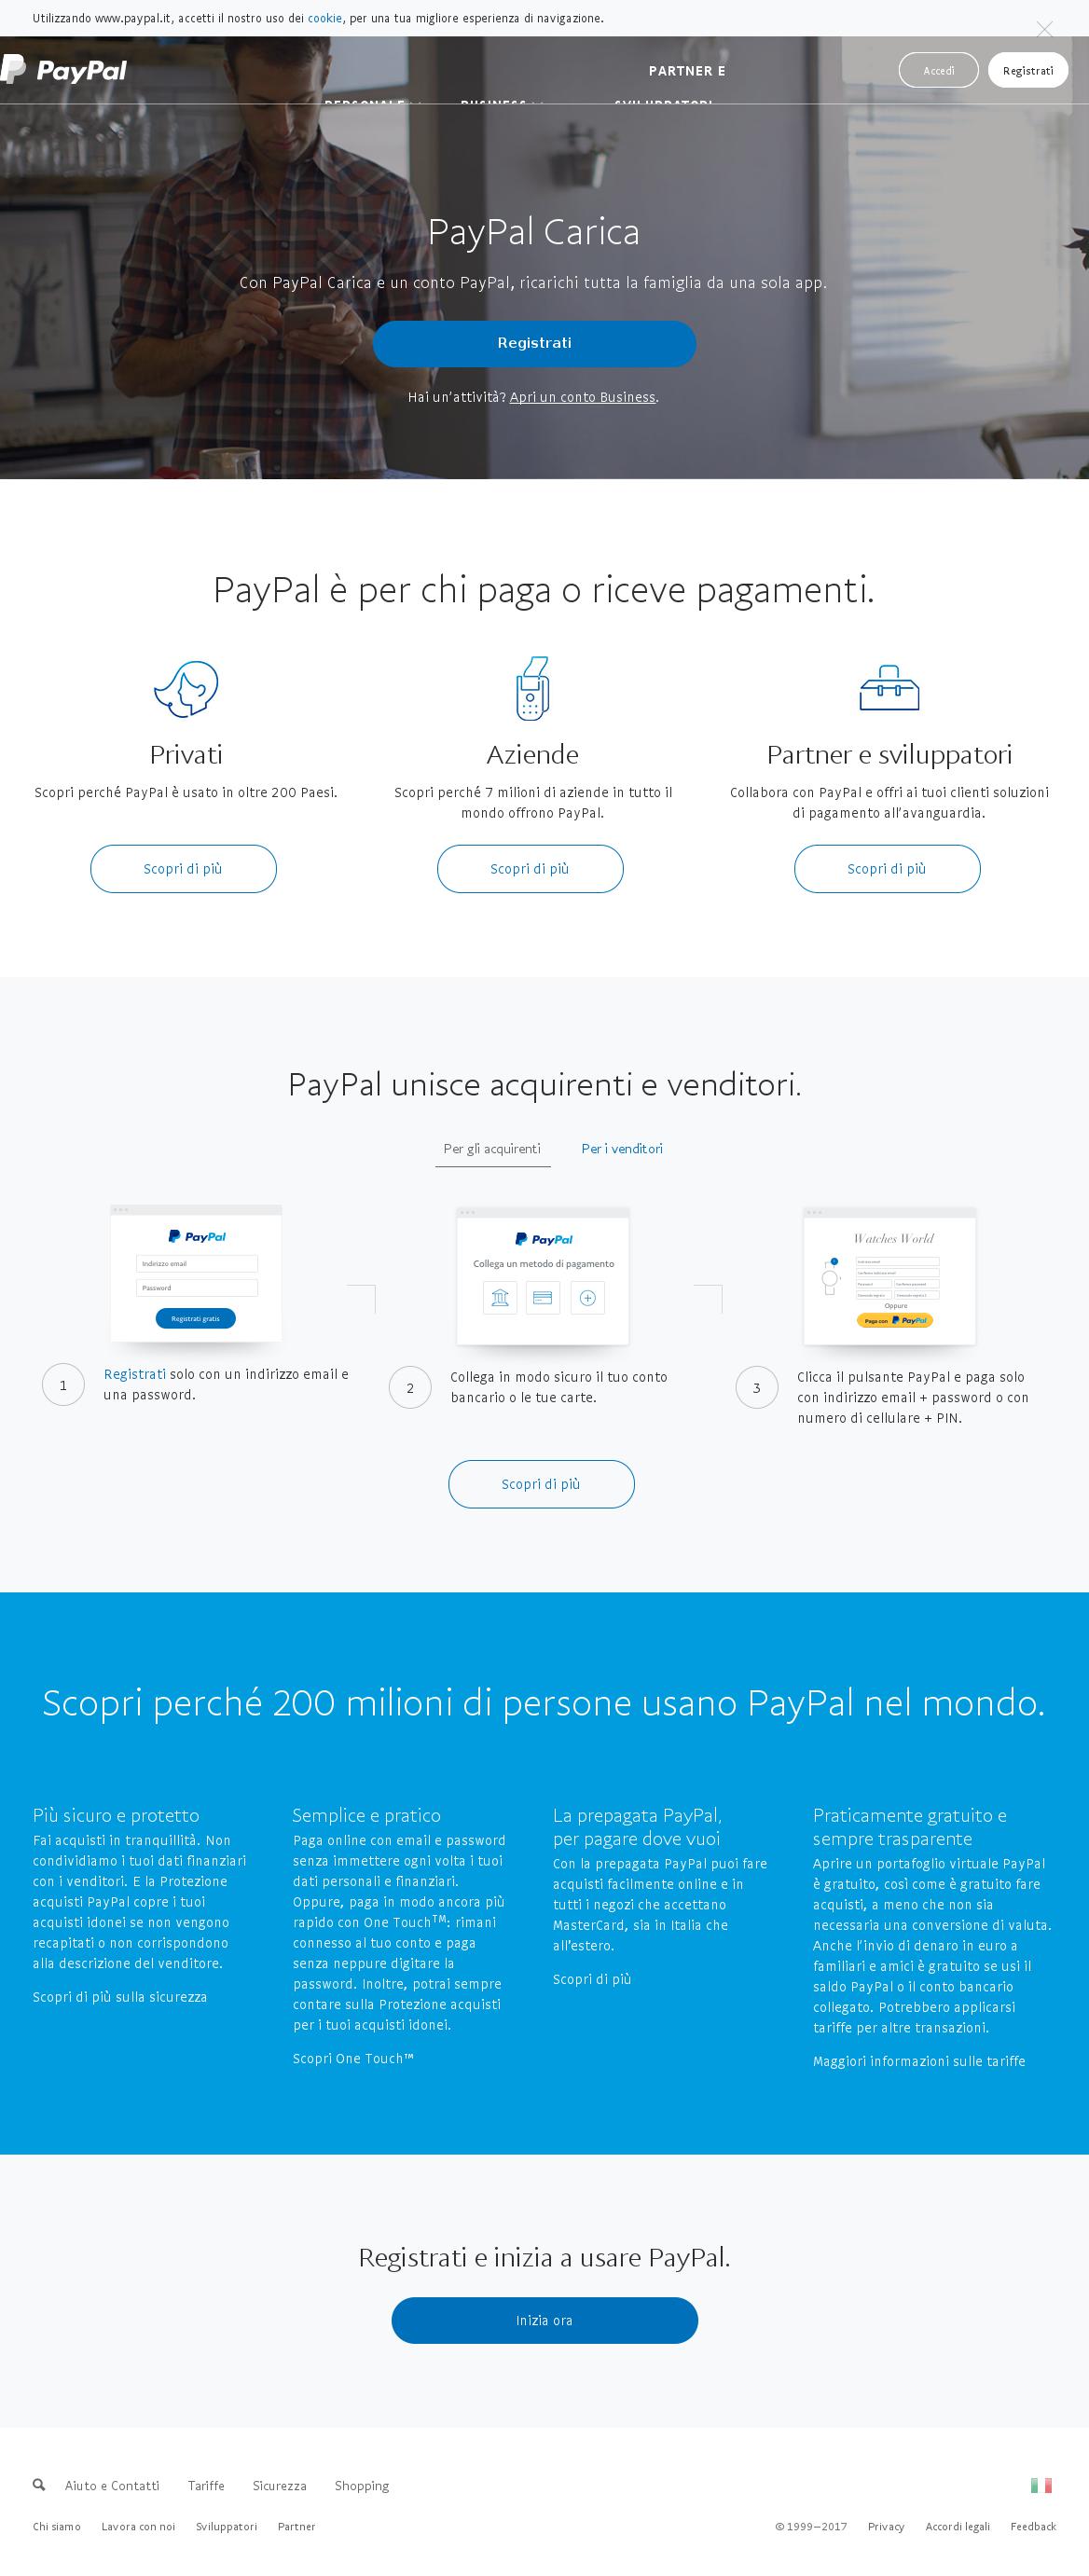 Utilizzando www.paypal.it, accetti il nostro uso dei cookie, per una tua migliore esperienza di navigazione.
PayPal
PERSONALE
BUSINESS
PARTNER E
SVILUPPATORI
Accedi
Registrati
PayPal Carica
Con PayPal Carica e un conto PayPal, ricarichi tutta la famiglia da una sola app.
Registrati
Hai un'attività? Apri un conto Business.
PayPal è per chi paga o riceve pagamenti.
Privati
Scopri perché PayPal è usato in oltre 200 Paesi.
Scopri di più
Aziende
Scopri perché 7 milioni di aziende in tutto il
mondo offrono PayPal.
Scopri di più
Partner e sviluppatori
Collabora con PayPal e offri ai tuoi clienti soluzioni
di pagamento all'avanguardia.
Scopri di più
PayPal unisce acquirenti e venditori.
Per gli acquirenti
Per i venditori
PayPal
Indirizzo email
Password
Registrati gratis
1
Registrati solo con un indirizzo email e
una password.
PayPal
Collega un metodo di pagamento
2
Collega in modo sicuro il tuo conto
bancario o le tue carte.
Watches World
Oppure
Paga con PayPal
3
Clicca il pulsante PayPal e paga solo
con indirizzo email + password o con
numero di cellulare + PIN.
Scopri di più
Scopri perché 200 milioni di persone usano PayPal nel mondo.
Più sicuro e protetto
Fai acquisti in tranquillità. Non
condividiamo i tuoi dati finanziari
con i venditori. E la Protezione
acquisti PayPal copre i tuoi
acquisti idonei se non vengono
recapitati o non corrispondono
alla descrizione del venditore.
Scopri di più sulla sicurezza
Semplice e pratico
Paga online con email e password
senza immettere ogni volta i tuoi
dati personali e finanziari.
Oppure, paga in modo ancora più
rapido con One Touch™: rimani
connesso al tuo conto e paga
senza neppure digitare la
password. Inoltre, potrai sempre
contare sulla Protezione acquisti
per i tuoi acquisti idonei.
Scopri One Touch™
La prepagata PayPal,
per pagare dove vuoi
Con la prepagata PayPal puoi fare
acquisti facilmente online e in
tutti i negozi che accettano
MasterCard, sia in Italia che
all'estero.
Scopri di più
Praticamente gratuito e
sempre trasparente
Aprire un portafoglio virtuale PayPal
è gratuito, così come è gratuito fare
acquisti, a meno che non sia
necessaria una conversione di valuta.
Anche l'invio di denaro in euro a
familiari e amici è gratuito se usi il
saldo PayPal o il conto bancario
collegato. Potrebbero applicarsi
tariffe per altre transazioni.
Maggiori informazioni sulle tariffe
Registrati e inizia a usare PayPal.
Inizia ora
Aiuto e Contatti Tariffe Sicurezza Shopping
Chi siamo Lavora con noi Sviluppatori Partner
© 1999–2017 Privacy Accordi legali Feedback